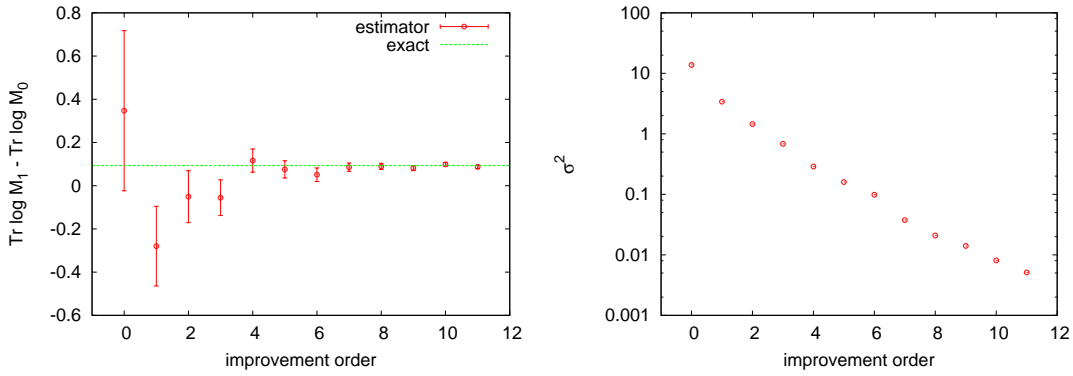 0.8
0.6
0.4
0.2
0
-0.2
-0.4
-0.6
Tr log M₁ - Tr log M₀
estimator
exact
0 2 4 6 8 10 12
improvement order
100
10
1
0.1
0.01
0.001
σ²
0 2 4 6 8 10 12
improvement order